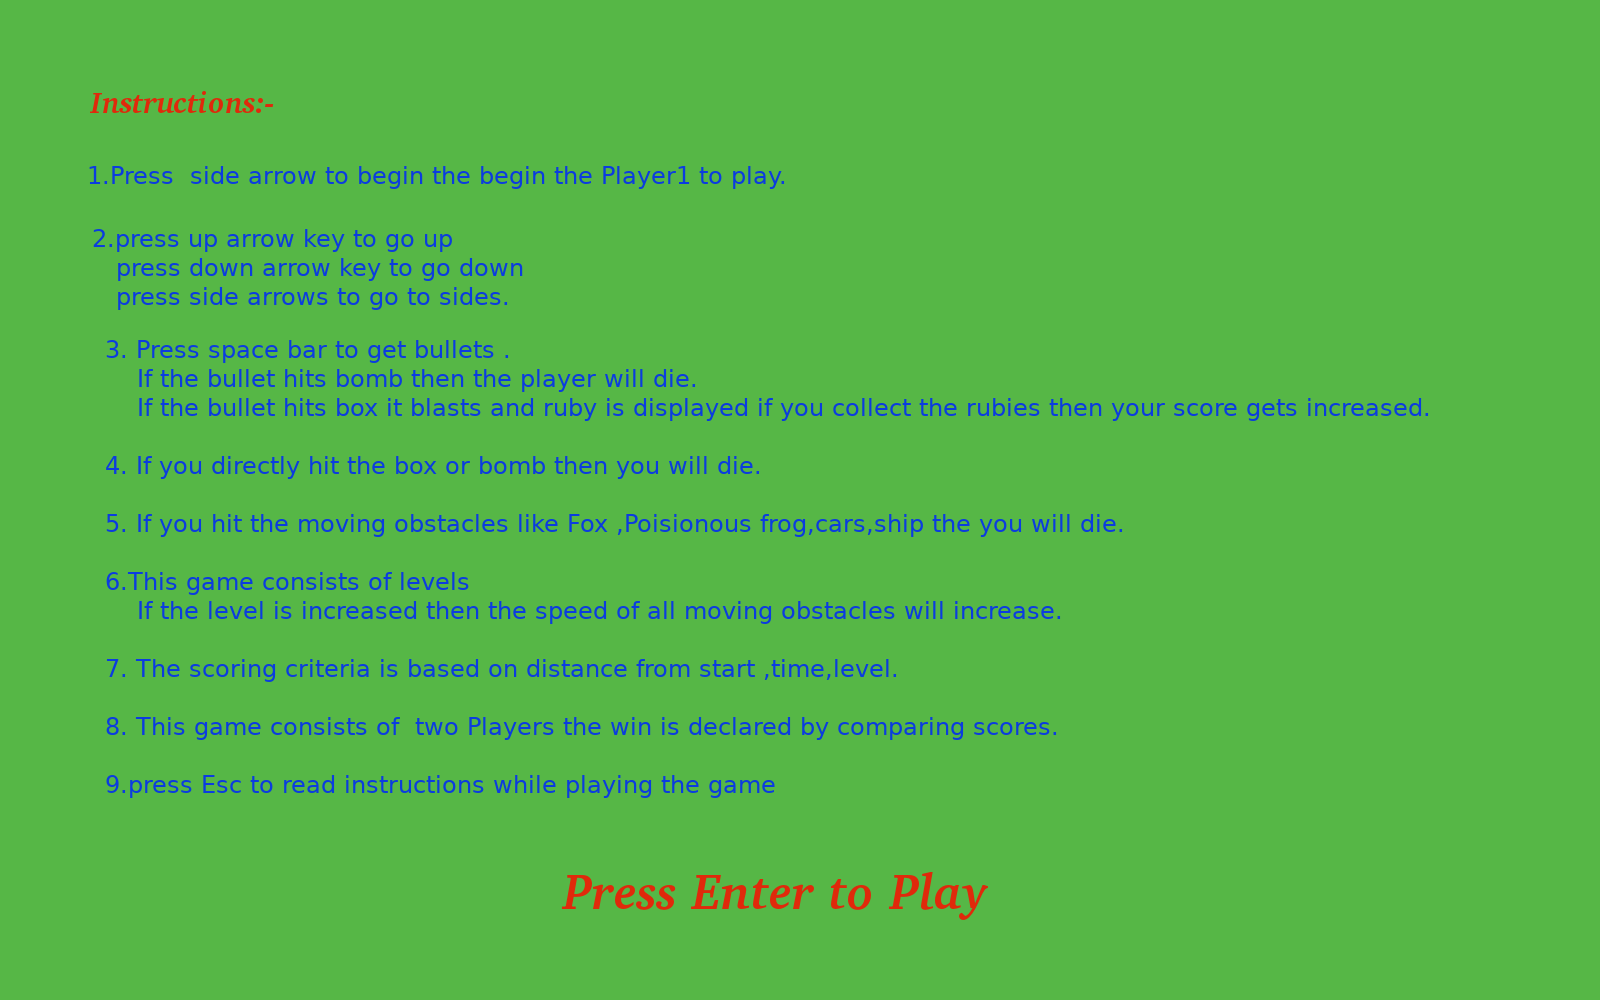 Instructions:-
1.Press  side arrow to begin the begin the Player1 to play.
2.press up arrow key to go up
press down arrow key to go down
press side arrows to go to sides.
3. Press space bar to get bullets .
If the bullet hits bomb then the player will die.
If the bullet hits box it blasts and ruby is displayed if you collect the rubies then your score gets increased.
4. If you directly hit the box or bomb then you will die.
5. If you hit the moving obstacles like Fox ,Poisionous frog,cars,ship the you will die.
6.This game consists of levels
If the level is increased then the speed of all moving obstacles will increase.
7. The scoring criteria is based on distance from start ,time,level.
8. This game consists of  two Players the win is declared by comparing scores.
9.press Esc to read instructions while playing the game
Press Enter to Play